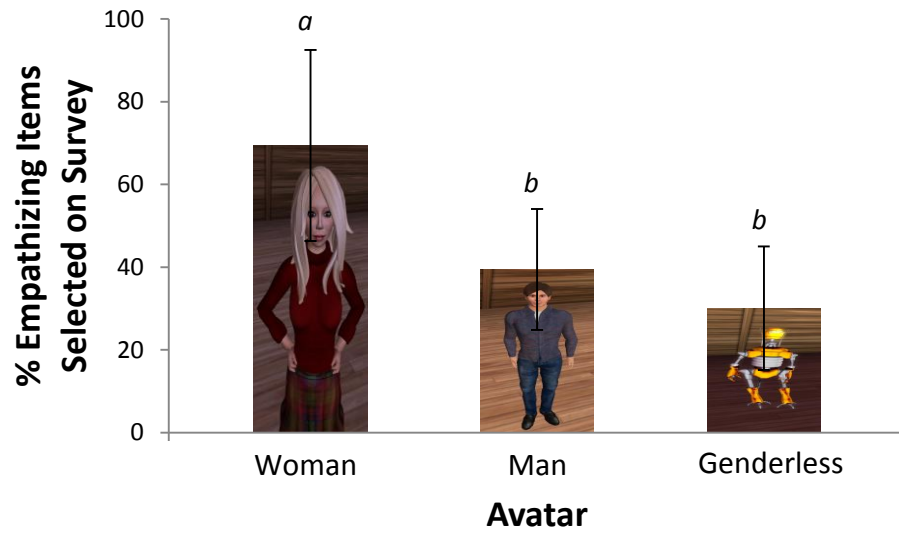 % Empathizing Items
Selected on Survey
100
80
60
40
20
0
a
b
b
Woman
Man
Genderless
Avatar